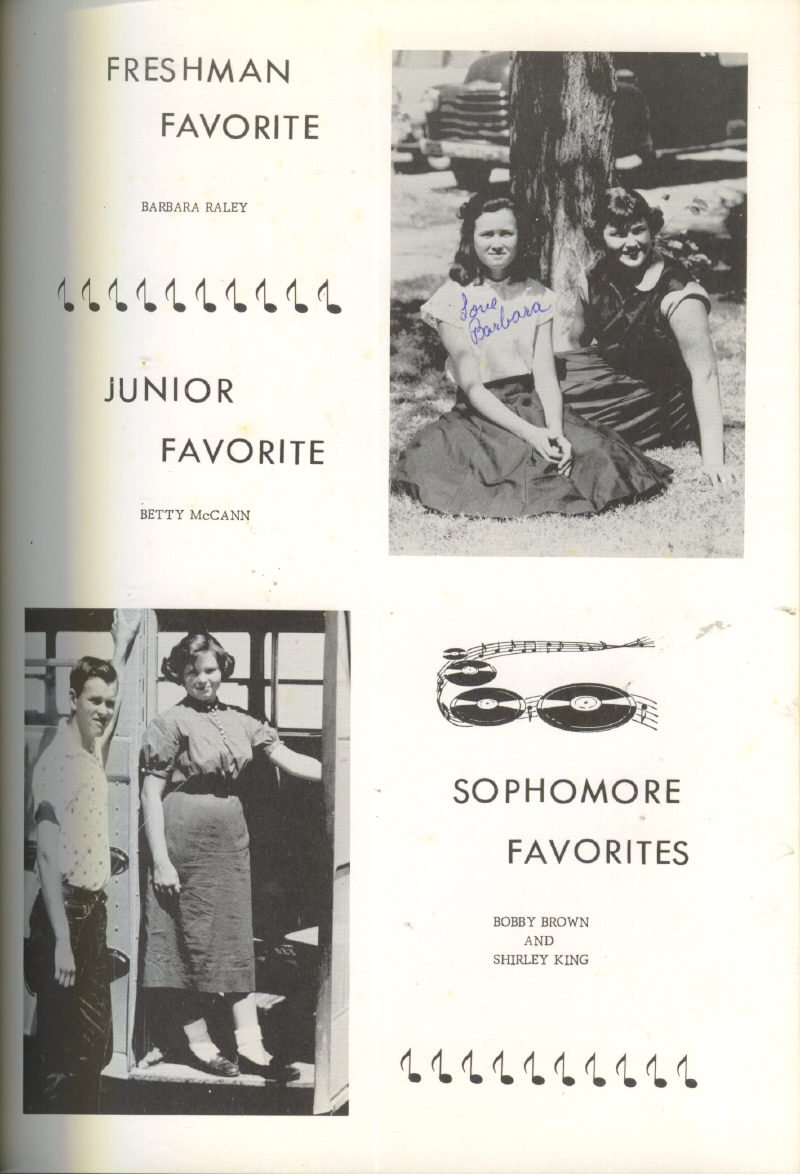 FRESHMAN
FAVORITE
BARBARA RALEY
JUNIOR
FAVORITE
BETTY McCANN
Love
Barbara
SOPHOMORE
FAVORITES
BOBBY BROWN
AND
SHIRLEY KING